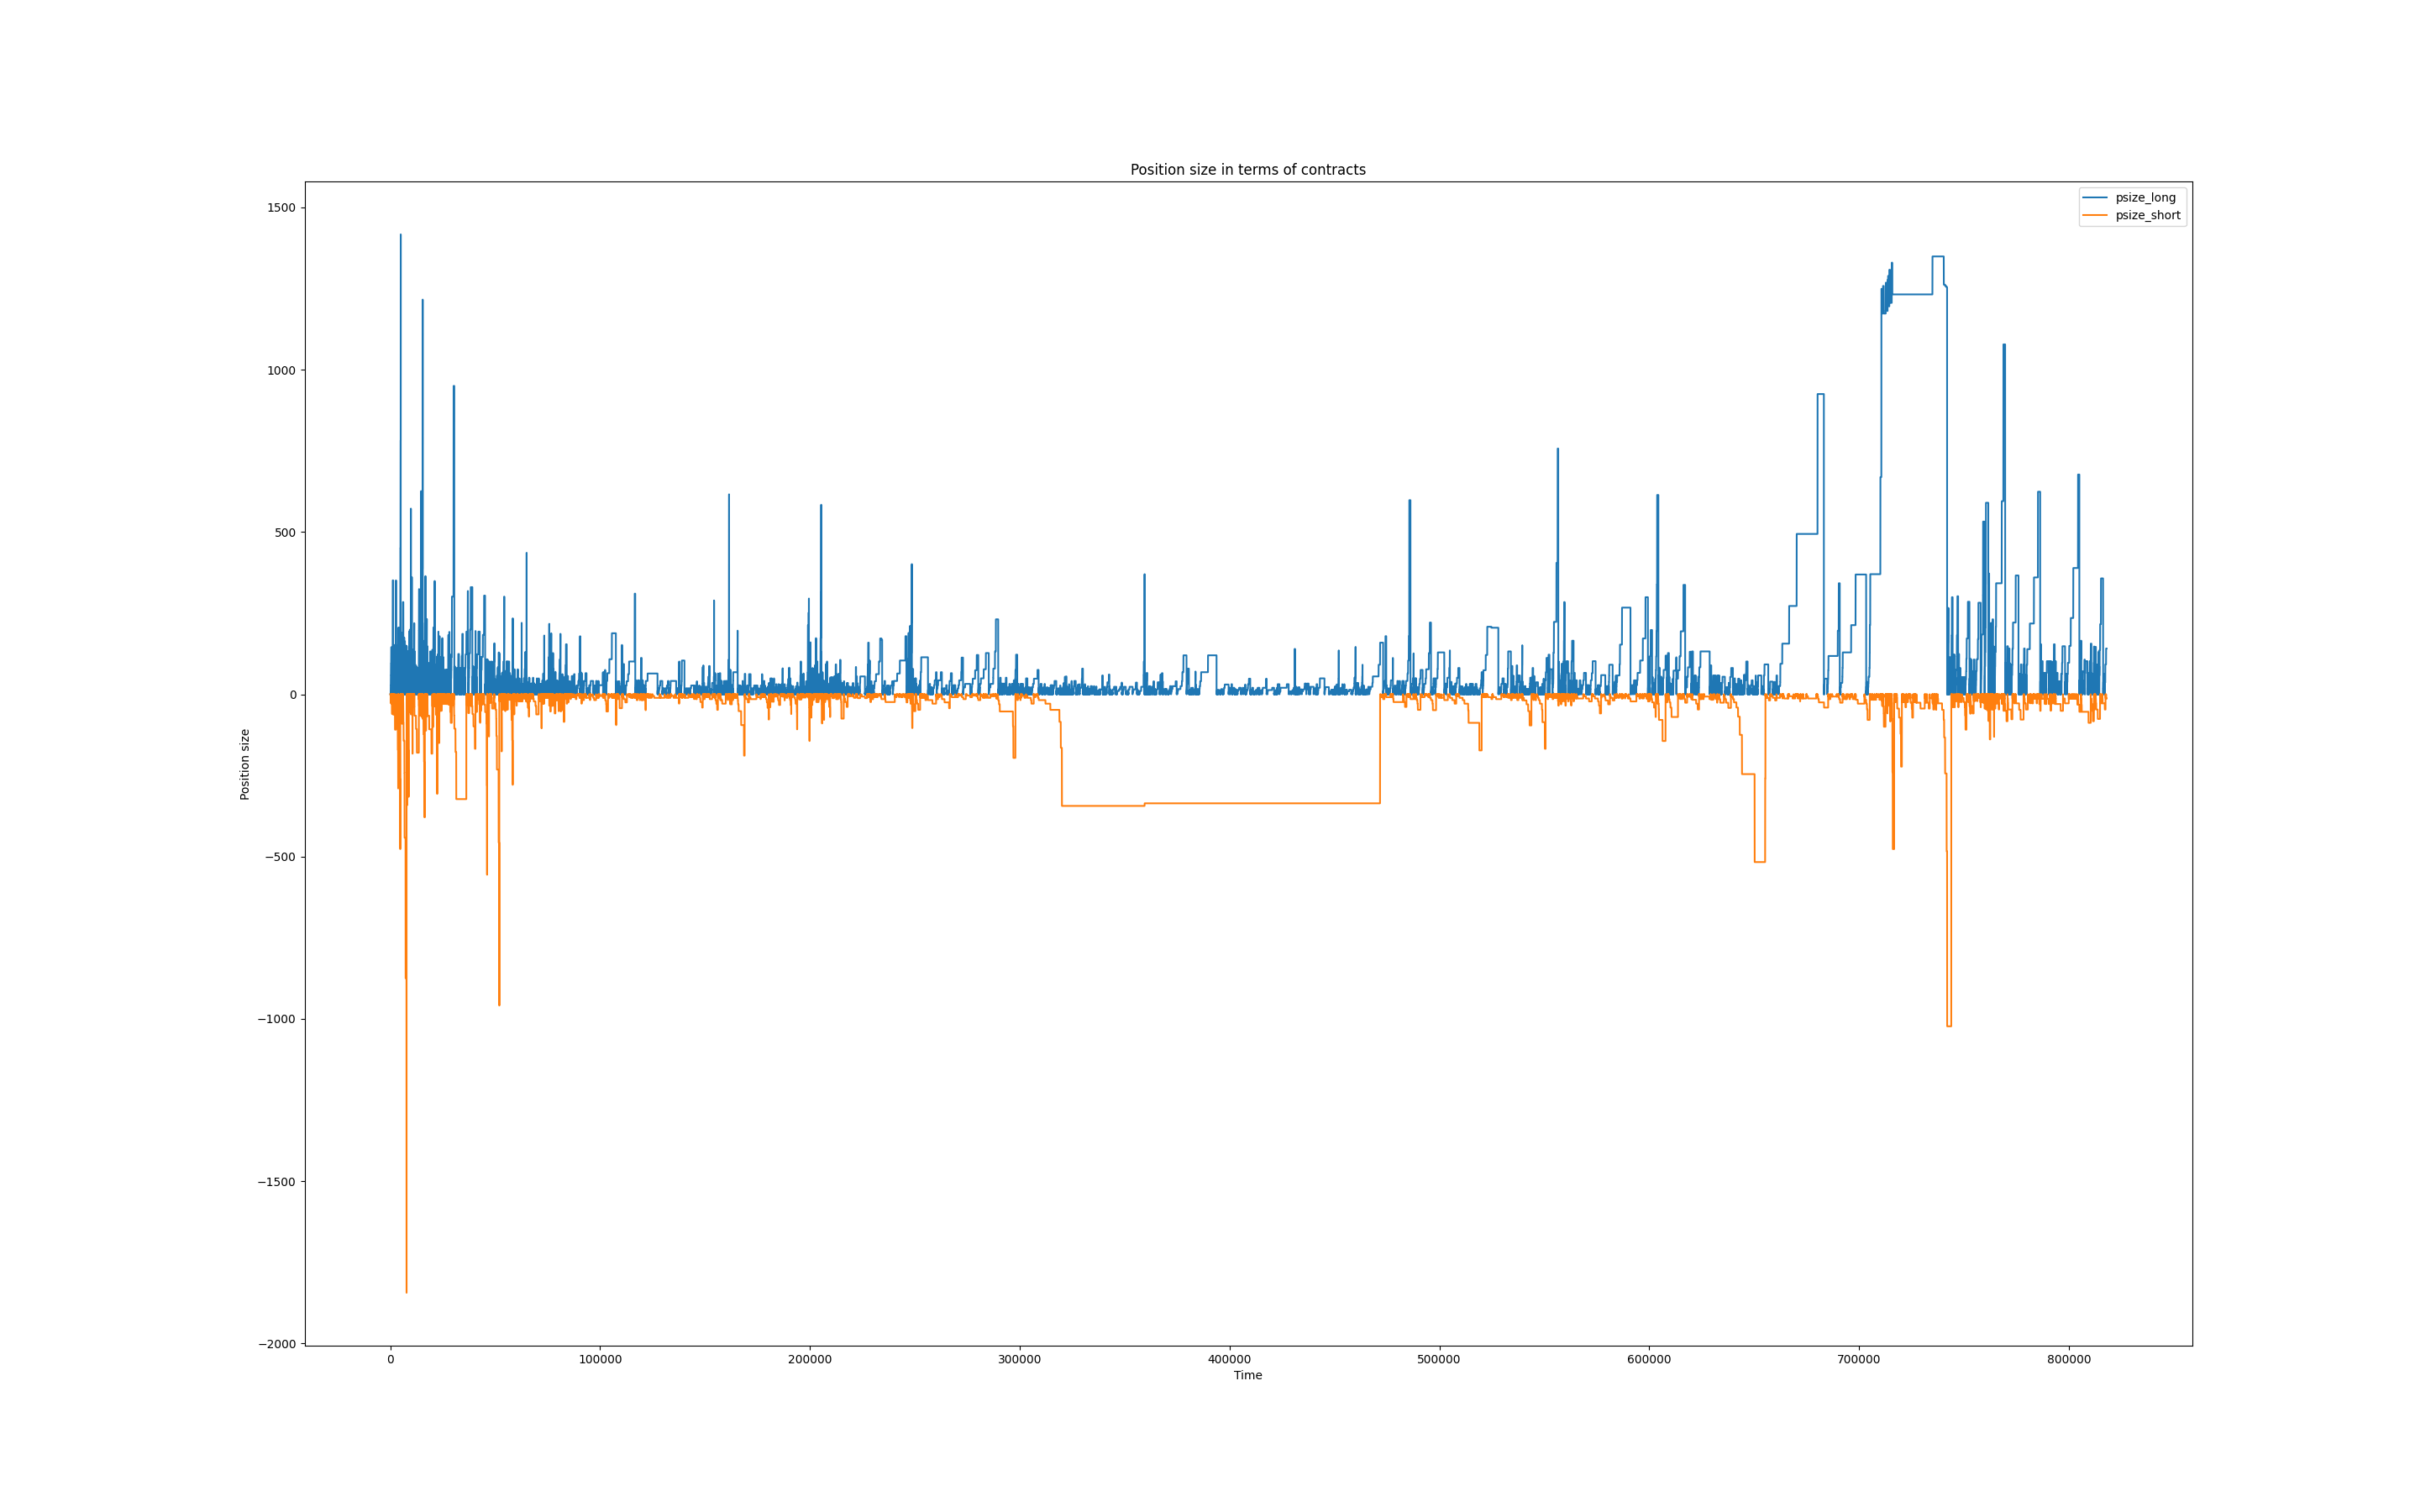 Position size in terms of contracts
psize_long
psize_short
1500
1000
500
0
−500
−1000
−1500
−2000
Position size
0 100000 200000 300000 400000 500000 600000 700000 800000
Time